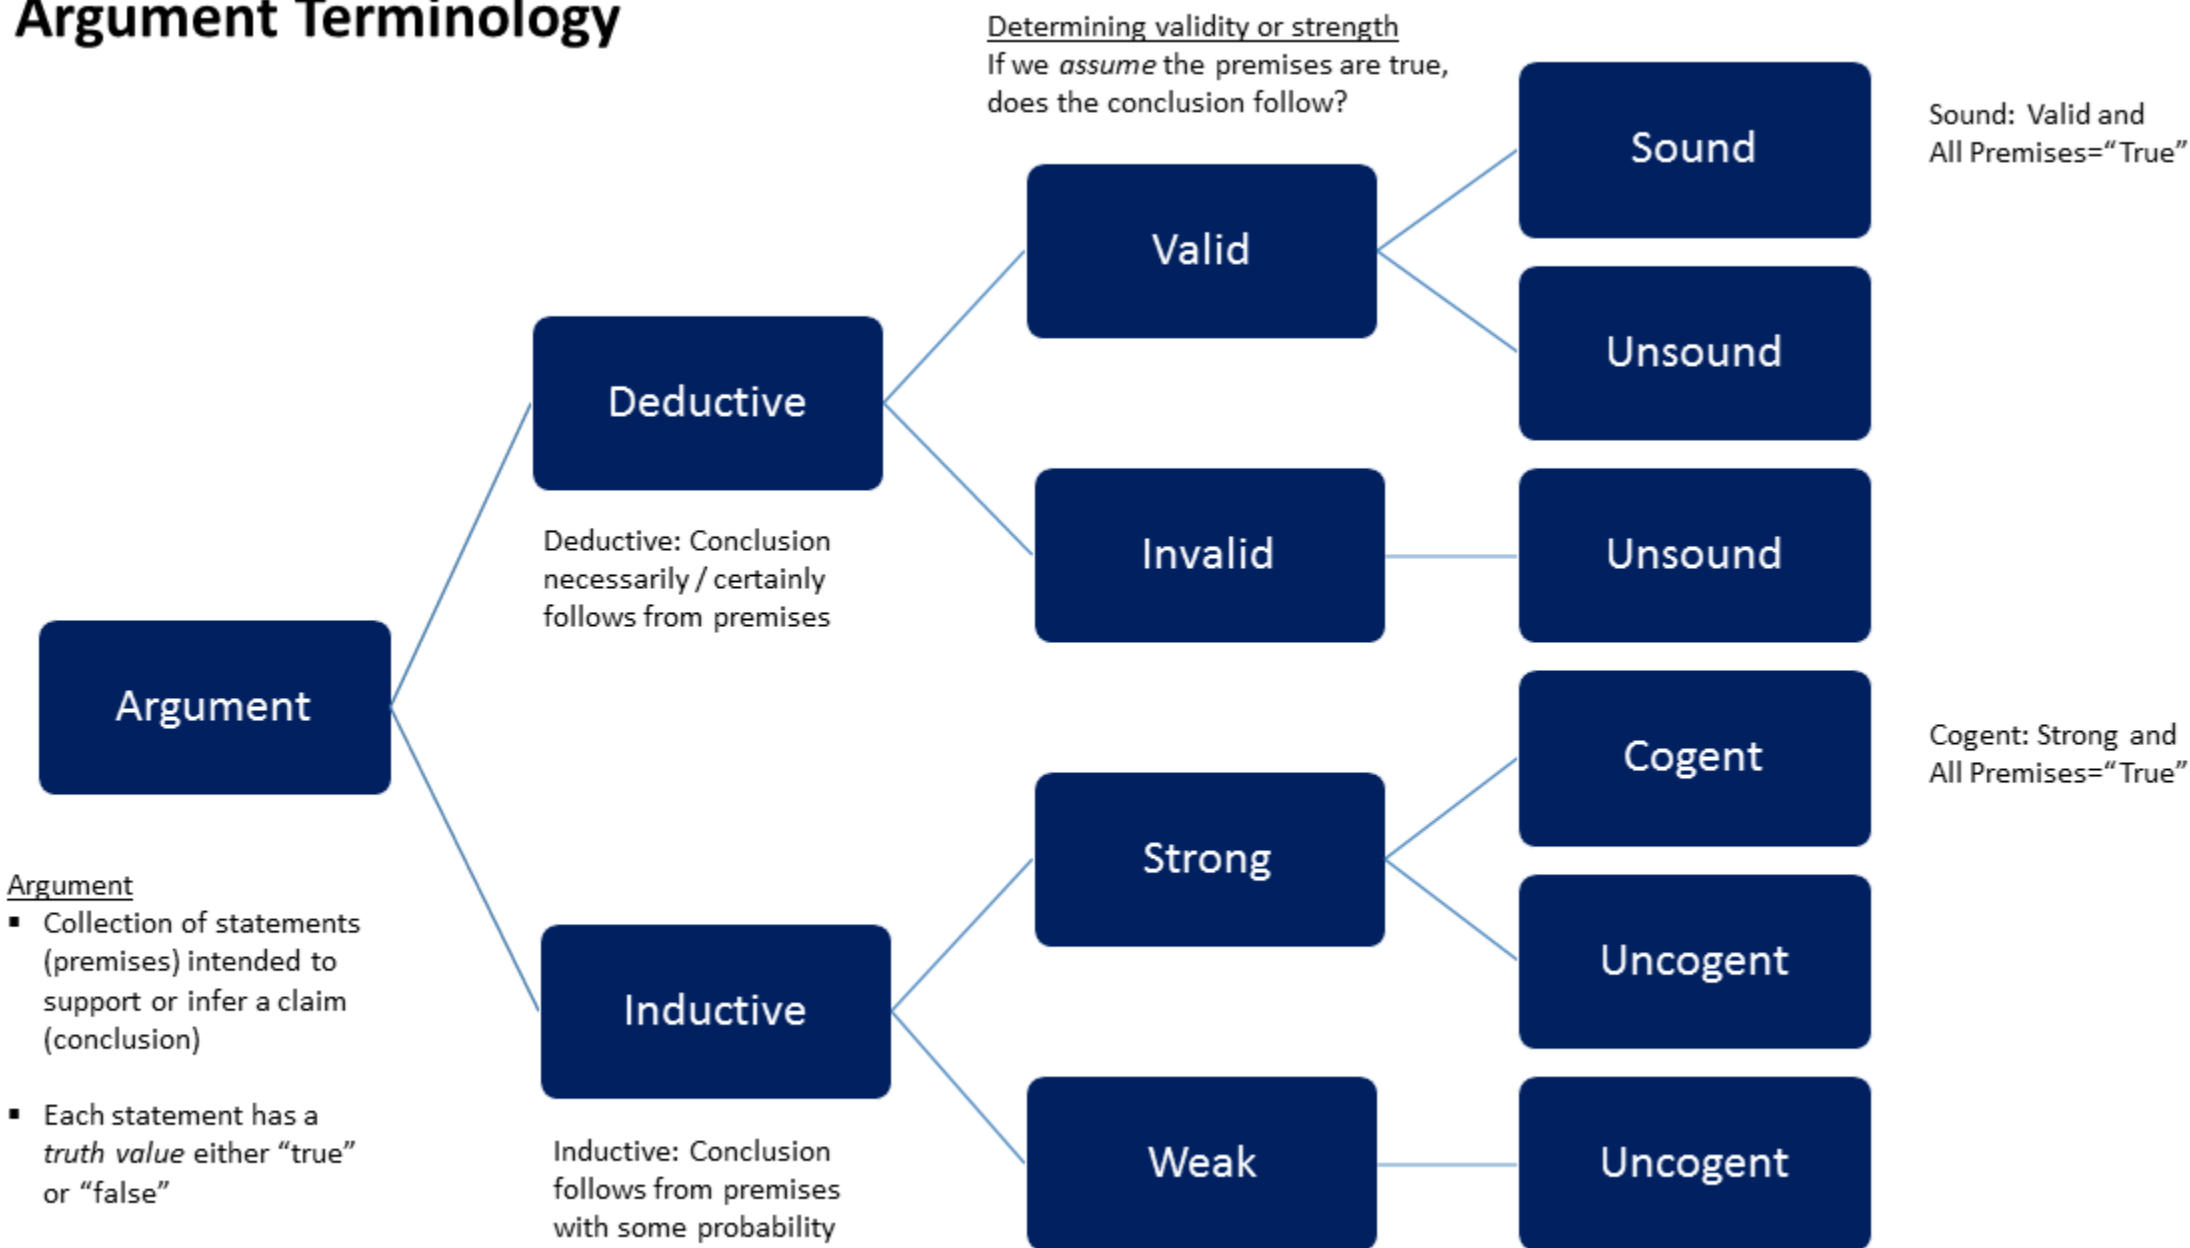 Argument Terminology
Determining validity or strength
If we assume the premises are true,
does the conclusion follow?
Sound
Sound: Valid and
All Premises=“True”
Valid
Unsound
Deductive
Deductive: Conclusion
necessarily / certainly
follows from premises
Invalid
Unsound
Argument
Argument
▪ Collection of statements
(premises) intended to
support or infer a claim
(conclusion)
▪ Each statement has a
truth value either “true”
or “false”
Cogent
Cogent: Strong and
All Premises=“True”
Strong
Uncogent
Inductive
Inductive: Conclusion
follows from premises
with some probability
Weak
Uncogent